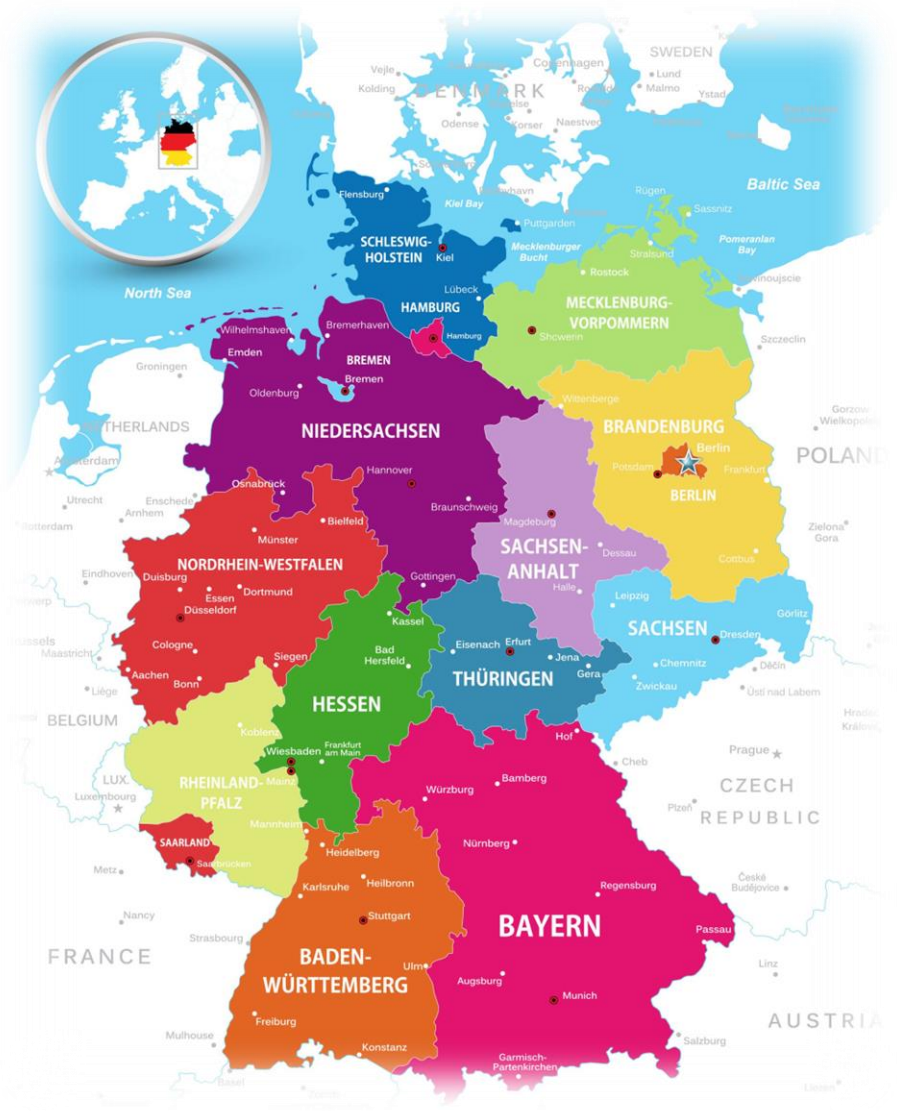 SWEDEN
Copenhagen
Vejle
Lund
Kolding
Malmo
DENMARK
Ystad
Odense
Korser
Naestved
Rügen
Baltic Sea
Flensburg
Kiel Bay
Sassnitz
Puttgarden
SCHLESWIG-
HOLSTEIN
Kiel
Mecklenburger
Bucht
Stralsund
Pomeranlan
Bay
Rostock
North Sea
Lübeck
HAMBURG
MECKLENBURG-
VORPOMMERN
Wilhelmshaven
Bremerhaven
Hamburg
Showerin
Szczeclin
Emden
BREMEN
Groningen
Bremen
Oldenburg
Wittenberge
Gorzow
NIEDERSACHSEN
BRANDENBURG
Berlin
POLAND
Amsterdam
Hannover
Potsdam
Frankfurt
Osnabrück
BERLIN
Utrecht
Enschede
Braunschweig
Arnhem
Bielfeld
Magdeburg
Zielona
Gora
Münster
SACHSEN-
ANHALT
Dessau
Cottbus
NORDRHEIN-WESTFALEN
Eindhoven
Duisburg
Gottingen
Halle
Essen
Dortmund
Leipzig
Düsseldorf
Kassel
Görlitz
SACHSEN
Dresden
Cologne
Maastricht
Bad
Hersfeld
Eisenach
Erfurt
Jena
Siegen
Chemnitz
Děčín
Aachen
Bonn
THÜRINGEN
Gera
Zwickau
Ústí nad Labem
Liège
HESSEN
BELGIUM
Koblenz
Hof
Wiesbaden
Frankfurt
am Main
Prague
Cheb
LUX.
Luxembourg
RHEINLAND-
PFALZ
Mainz
Bamberg
Würzburg
CZECH
REPUBLIC
Plzeń
Mannheim
SAARLAND
Saarbrücken
Heidelberg
Nürnberg
Metz
Karlsruhe
Heilbronn
Regensburg
České
Budějovice
Nancy
Stuttgart
BAYERN
Passau
Strasbourg
FRANCE
BADEN-
WÜRTTEMBERG
Ulm
Augsburg
Linz
Munich
Freiburg
AUSTRIA
Mulhouse
Konstanz
Salzburg
Garmisch-
Partenkirchen
Basel